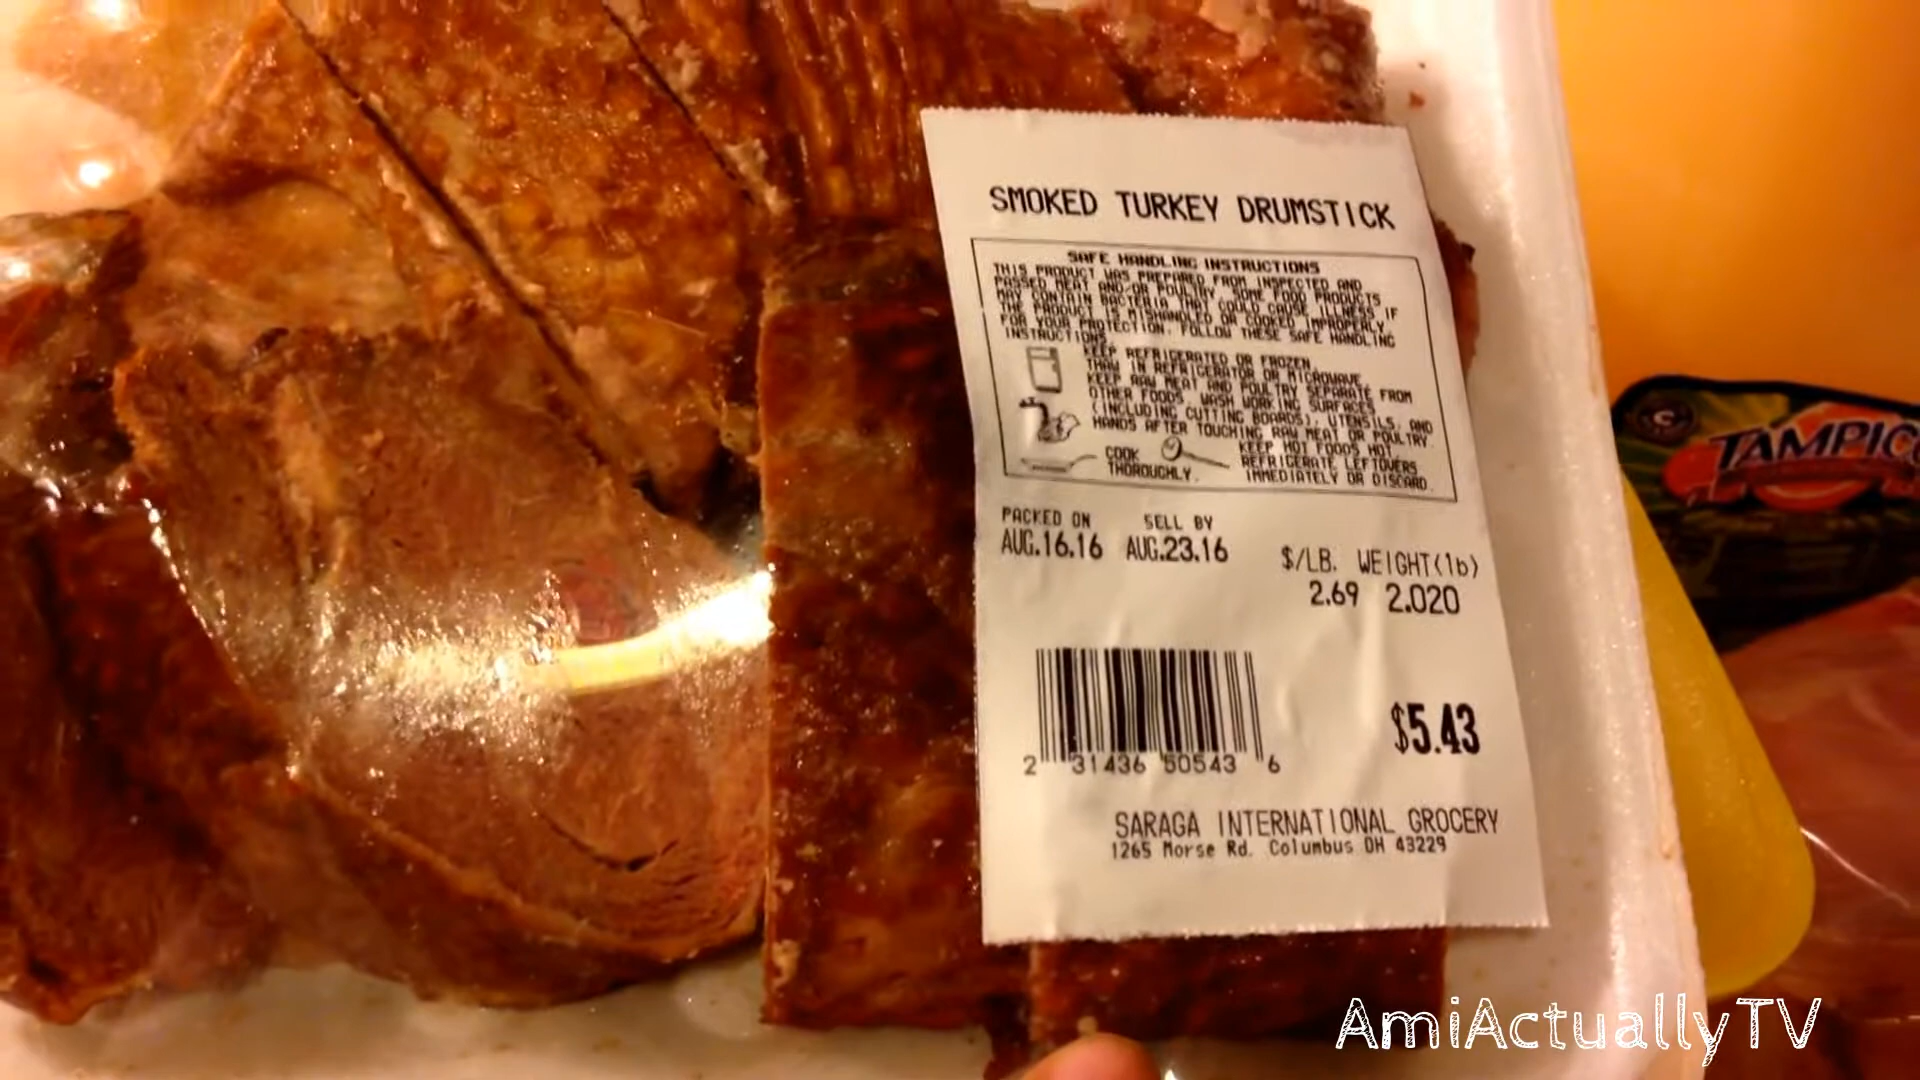 SMOKED TURKEY DRUMSTICK
SAFE HANDLING INSTRUCTIONS
THIS PRODUCT WAS PREPARED FROM INSPECTED AND
PASSED MEAT AND/OR POULTRY. SOME FOOD PRODUCTS
MAY CONTAIN BACTERIA THAT COULD CAUSE ILLNESS IF
THE PRODUCT IS MISHANDLED OR COOKED IMPROPERLY.
FOR YOUR PROTECTION, FOLLOW THESE SAFE HANDLING
INSTRUCTIONS.
KEEP REFRIGERATED OR FROZEN.
THAW IN REFRIGERATOR OR MICROWAVE.
KEEP RAW MEAT AND POULTRY SEPARATE FROM
OTHER FOODS. WASH WORKING SURFACES
(INCLUDING CUTTING BOARDS), UTENSILS, AND
HANDS AFTER TOUCHING RAW MEAT OR POULTRY.
COOK
THOROUGHLY.
KEEP HOT FOODS HOT.
REFRIGERATE LEFTOVERS
IMMEDIATELY OR DISCARD.
PACKED ON SELL BY
AUG.16.16 AUG.23.16
$/LB. WEIGHT(lb)
2.69 2.020
$5.43
2 31436 50543 6
SARAGA INTERNATIONAL GROCERY
1265 Morse Rd. Columbus OH 43229
TAMPICO
AmiActuallyTV